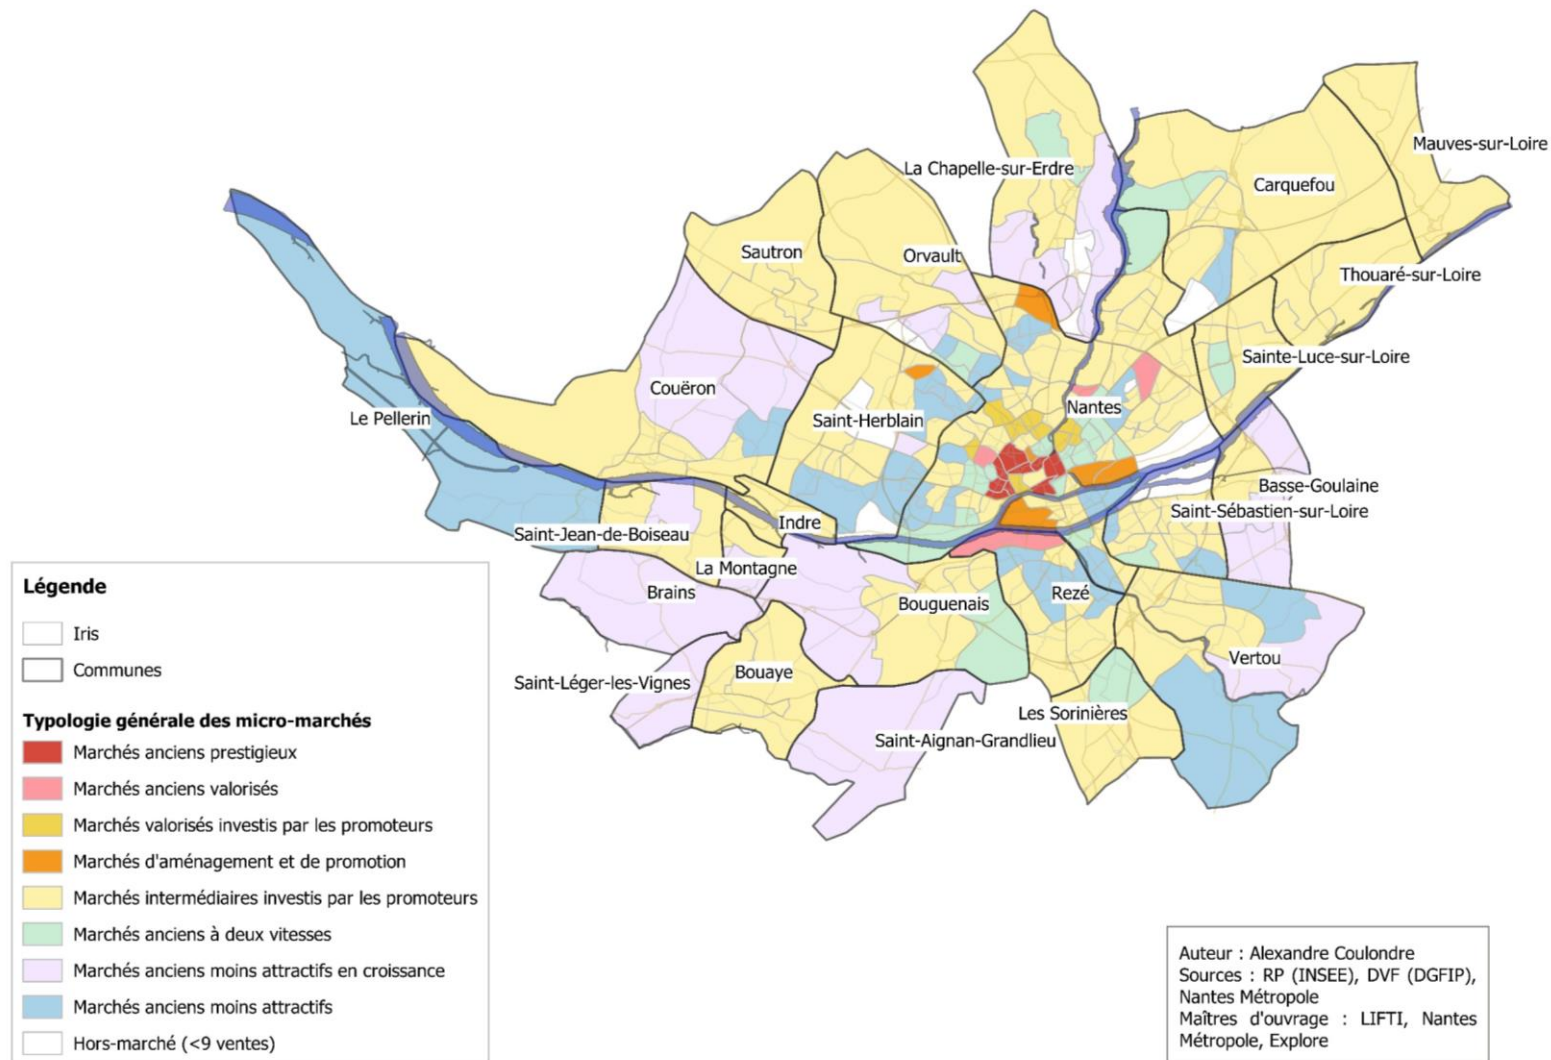 La Chapelle-sur-Erdre
Mauves-sur-Loire
Carquefou
Sautron
Orvault
Thouaré-sur-Loire
Sainte-Luce-sur-Loire
Couëron
Nantes
Le Pellerin
Saint-Herblain
Basse-Goulaine
Saint-Sébastien-sur-Loire
Indre
Saint-Jean-de-Boiseau
La Montagne
Brains
Rezé
Bouguenais
Vertou
Bouaye
Saint-Léger-les-Vignes
Les Sorinières
Saint-Aignan-Grandlieu
Légende
Iris
Communes
Typologie générale des micro-marchés
Marchés anciens prestigieux
Marchés anciens valorisés
Marchés valorisés investis par les promoteurs
Marchés d'aménagement et de promotion
Marchés intermédiaires investis par les promoteurs
Marchés anciens à deux vitesses
Marchés anciens moins attractifs en croissance
Marchés anciens moins attractifs
Hors-marché (<9 ventes)
Auteur : Alexandre Coulondre
Sources : RP (INSEE), DVF (DGFIP),
Nantes Métropole
Maîtres d'ouvrage : LIFTI, Nantes
Métropole, Explore